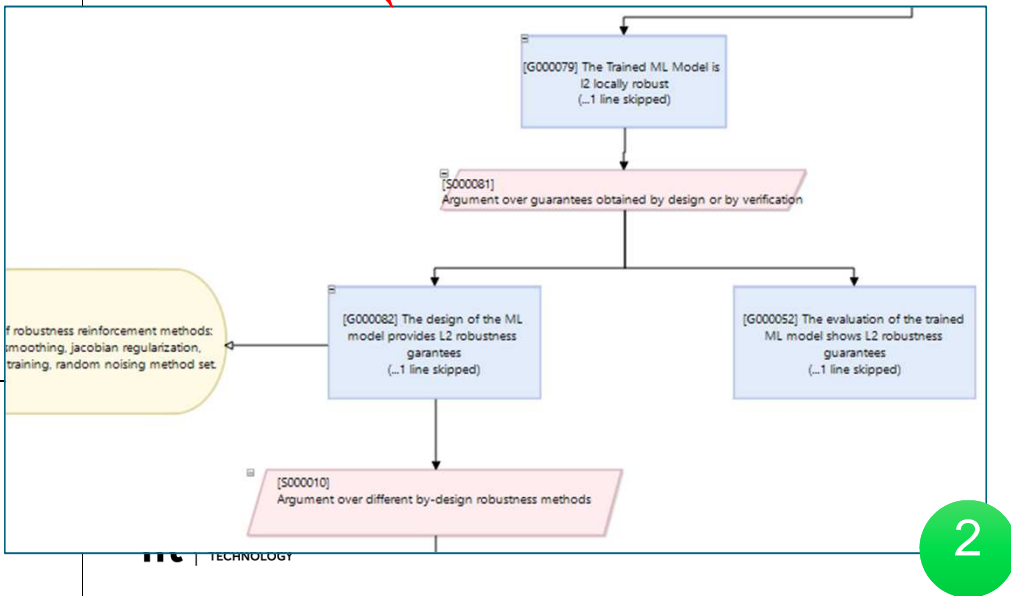 [G000079] The Trained ML Model is
l2 locally robust
(...1 line skipped)
[S000081]
Argument over guarantees obtained by design or by verification
[G000082] The design of the ML
model provides L2 robustness
garantees
(...1 line skipped)
[G000052] The evaluation of the trained
ML model shows L2 robustness
guarantees
(...1 line skipped)
robustness reinforcement methods:
smoothing, jacobian regularization,
training, random noising method set.
[S000010]
Argument over different by-design robustness methods
TECHNOLOGY
2